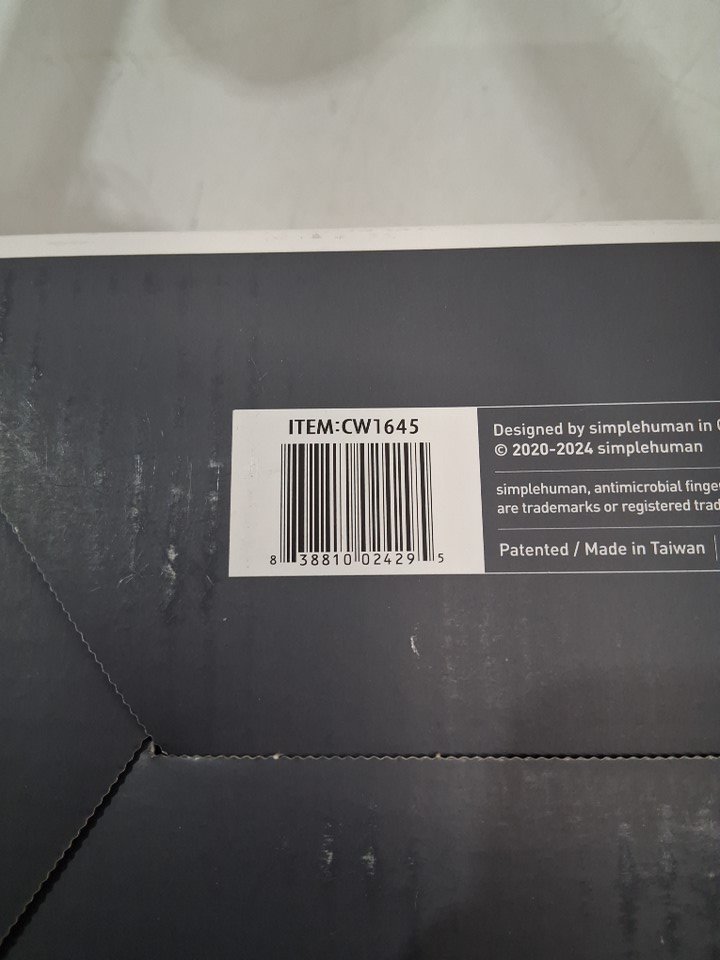 ITEM:CW1645
8 38810 02429 5
Designed by simplehuman in
© 2020-2024 simplehuman
simplehuman, antimicrobial
are trademarks or registered
Patented / Made in Taiwan |